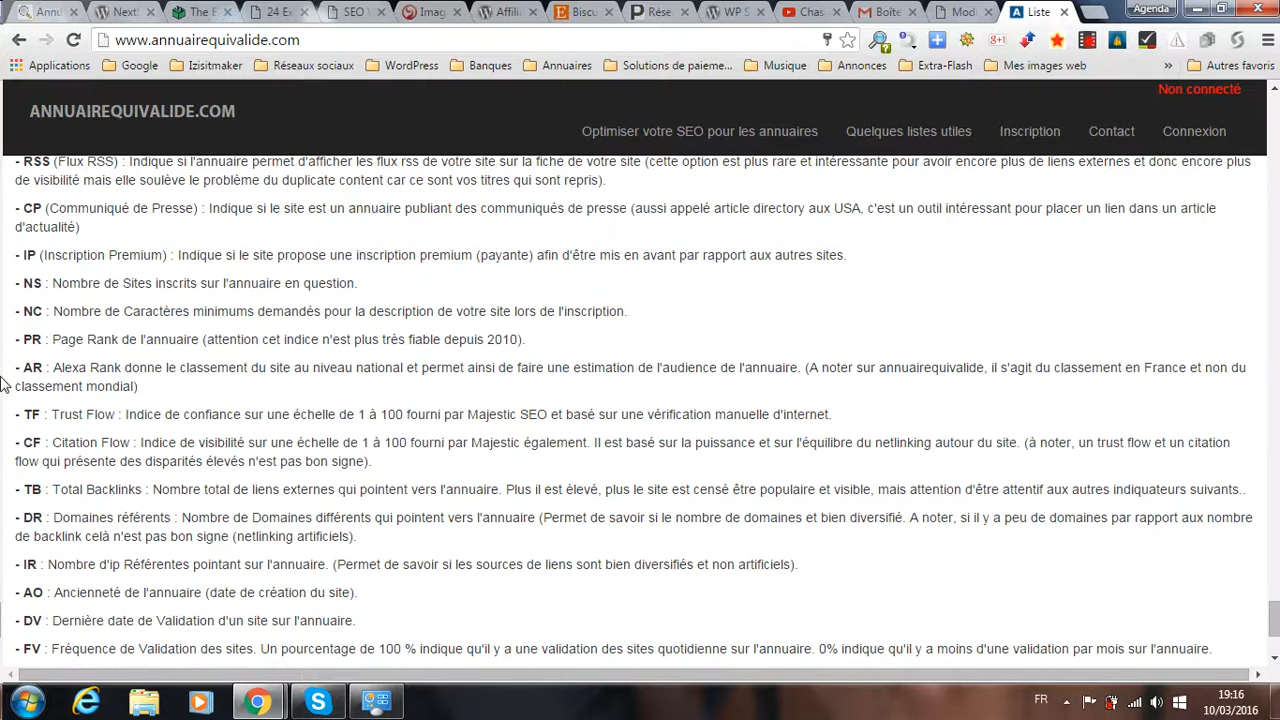 Annu
Next
The E
24 Ex
SEO
Imag
Affilia
Biscu
Rése
WP S
Chas
Boîte
Modi
Liste
Agenda
www.annuairequivalide.com
Applications
Google
Izisitmaker
Réseaux sociaux
WordPress
Banques
Annuaires
Solutions de paieme...
Musique
Annonces
Extra-Flash
Mes images web
»
Autres favoris
Non connecté
ANNUAIREQUIVALIDE.COM
Optimiser votre SEO pour les annuaires
Quelques listes utiles
Inscription
Contact
Connexion
- RSS (Flux RSS) : Indique si l'annuaire permet d'afficher les flux rss de votre site sur la fiche de votre site (cette option est plus rare et intéressante pour avoir encore plus de liens externes et donc encore plus
de visibilité mais elle soulève le problème du duplicate content car ce sont vos titres qui sont repris).
- CP (Communiqué de Presse) : Indique si le site est un annuaire publiant des communiqués de presse (aussi appelé article directory aux USA, c'est un outil intéressant pour placer un lien dans un article
d'actualité)
- IP (Inscription Premium) : Indique si le site propose une inscription premium (payante) afin d'être mis en avant par rapport aux autres sites.
- NS : Nombre de Sites inscrits sur l'annuaire en question.
- NC : Nombre de Caractères minimums demandés pour la description de votre site lors de l'inscription.
- PR : Page Rank de l'annuaire (attention cet indice n'est plus très fiable depuis 2010).
- AR : Alexa Rank donne le classement du site au niveau national et permet ainsi de faire une estimation de l'audience de l'annuaire. (A noter sur annuairequivalide, il s'agit du classement en France et non du
classement mondial)
- TF : Trust Flow : Indice de confiance sur une échelle de 1 à 100 fourni par Majestic SEO et basé sur une vérification manuelle d'internet.
- CF : Citation Flow : Indice de visibilité sur une échelle de 1 à 100 fourni par Majestic également. Il est basé sur la puissance et sur l'équilibre du netlinking autour du site. (à noter, un trust flow et un citation
flow qui présente des disparités élevés n'est pas bon signe).
- TB : Total Backlinks : Nombre total de liens externes qui pointent vers l'annuaire. Plus il est élevé, plus le site est censé être populaire et visible, mais attention d'être attentif aux autres indiquateurs suivants..
- DR : Domaines référents : Nombre de Domaines différents qui pointent vers l'annuaire (Permet de savoir si le nombre de domaines et bien diversifié. A noter, si il y a peu de domaines par rapport aux nombre
de backlink celà n'est pas bon signe (netlinking artificiels).
- IR : Nombre d'ip Référentes pointant sur l'annuaire. (Permet de savoir si les sources de liens sont bien diversifiés et non artificiels).
- AO : Ancienneté de l'annuaire (date de création du site).
- DV : Dernière date de Validation d'un site sur l'annuaire.
- FV : Fréquence de Validation des sites. Un pourcentage de 100 % indique qu'il y a une validation des sites quotidienne sur l'annuaire. 0% indique qu'il y a moins d'une validation par mois sur l'annuaire.
FR
19:16
10/03/2016